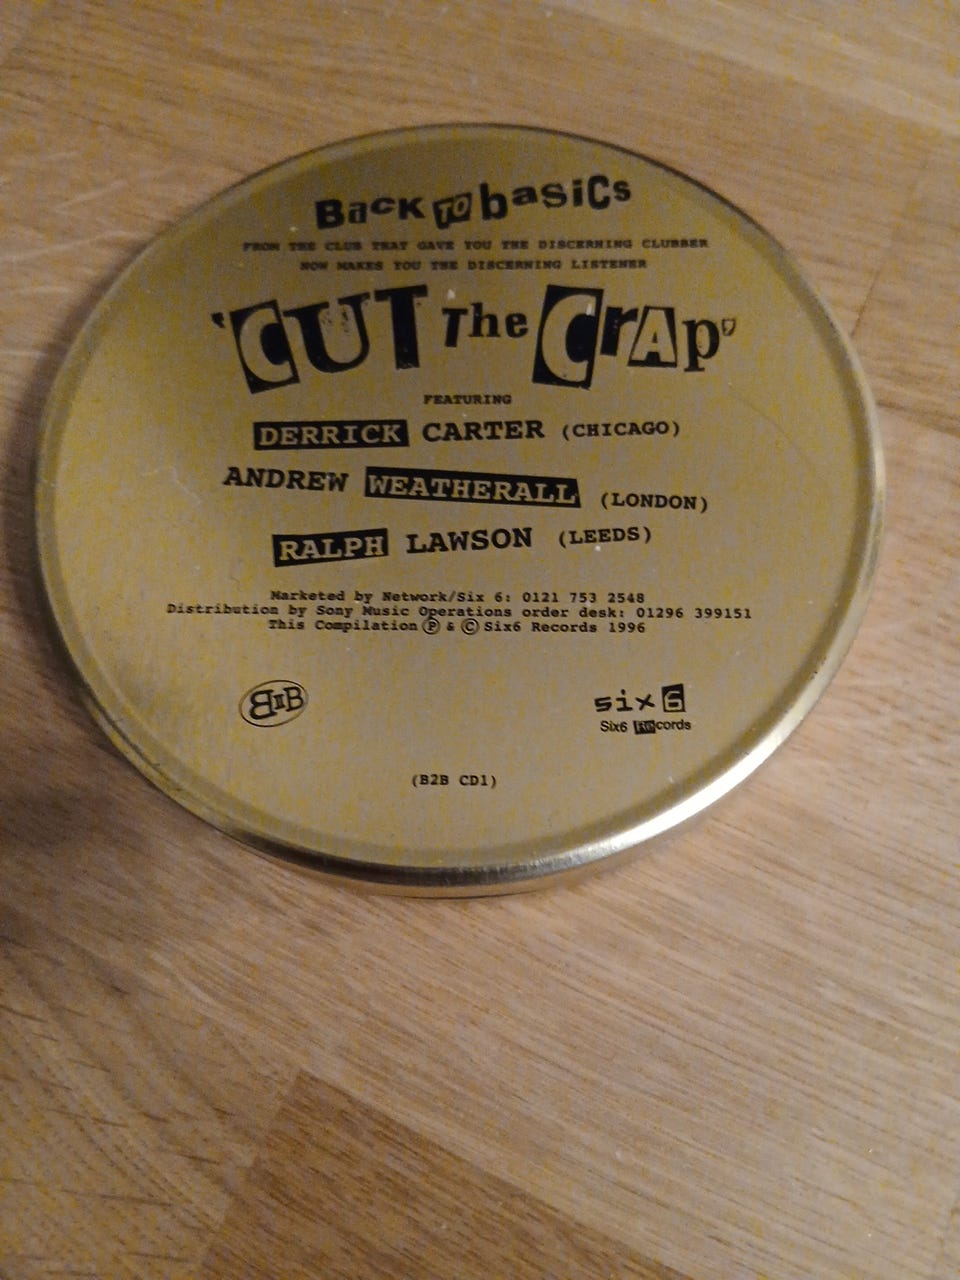 Back to basics
FROM THE CLUB THAT GAVE YOU THE DISCERNING CLUBBER
NOW MAKES YOU THE DISCERNING LISTENER
'CUT The CrAp'
FEATURING
DERRICK CARTER (CHICAGO)
ANDREW WEATHERALL (LONDON)
RALPH LAWSON (LEEDS)
Marketed by Network/Six 6: 0121 753 2548
Distribution by Sony Music Operations order desk: 01296 399151
This Compilation Ⓟ & © Six6 Records 1996
BIIB
six6
Six6 Records
(B2B CD1)